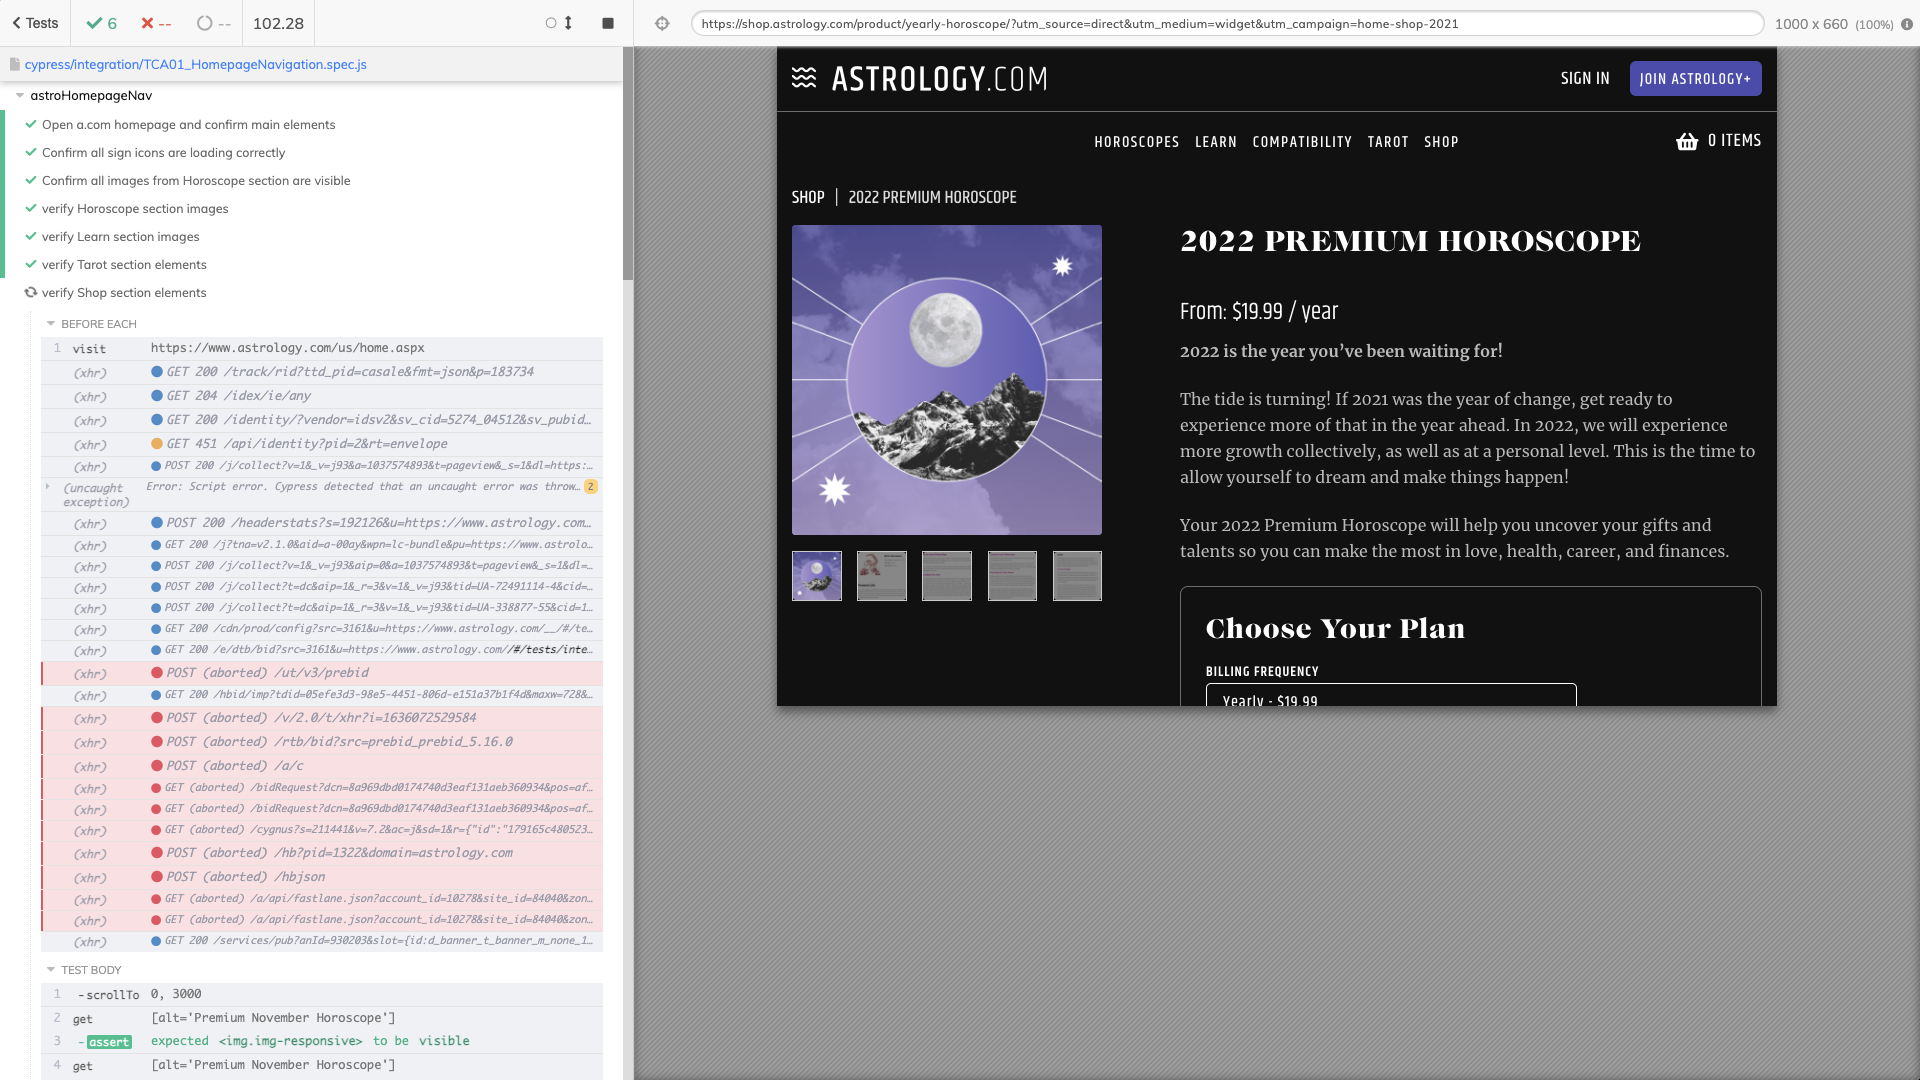 Tests
6
--
--
102.28
cypress/integration/TCA01_HomepageNavigation.spec.js
astroHomepageNav
Open a.com homepage and confirm main elements
Confirm all sign icons are loading correctly
Confirm all images from Horoscope section are visible
verify Horoscope section images
verify Learn section images
verify Tarot section elements
verify Shop section elements
BEFORE EACH
1 visit https://www.astrology.com/us/home.aspx
(xhr) GET 200 /track/rid?ttd_pid=casale&fmt=json&p=183734
(xhr) GET 204 /idex/ie/any
(xhr) GET 200 /identity/?vendor=idsv2&sv_cid=5274_04512&sv_pubid…
(xhr) GET 451 /api/identity?pid=2&rt=envelope
(xhr) POST 200 /j/collect?v=1&_v=j93&a=1037574893&t=pageview&_s=1&dl=https:…
(uncaught exception) Error: Script error. Cypress detected that an uncaught error was throw… 2
(xhr) POST 200 /headerstats?s=192126&u=https://www.astrology.com…
(xhr) GET 200 /j?tna=v2.1.0&aid=a-00ay&wpn=lc-bundle&pu=https://www.astrolo…
(xhr) POST 200 /j/collect?v=1&_v=j93&aip=0&a=1037574893&t=pageview&_s=1&dl=…
(xhr) POST 200 /j/collect?t=dc&aip=1&_r=3&v=1&_v=j93&tid=UA-72491114-4&cid=…
(xhr) POST 200 /j/collect?t=dc&aip=1&_r=3&v=1&_v=j93&tid=UA-338877-55&cid=1…
(xhr) GET 200 /cdn/prod/config?src=3161&u=https://www.astrology.com/__/#/te…
(xhr) GET 200 /e/dtb/bid?src=3161&u=https://www.astrology.com//#/tests/inte…
(xhr) POST (aborted) /ut/v3/prebid
(xhr) GET 200 /hbid/imp?tdid=05efe3d3-98e5-4451-806d-e151a37b1f4d&maxw=728&…
(xhr) POST (aborted) /v/2.0/t/xhr?i=1636072529584
(xhr) POST (aborted) /rtb/bid?src=prebid_prebid_5.16.0
(xhr) POST (aborted) /a/c
(xhr) GET (aborted) /bidRequest?dcn=8a969dbd0174740d3eaf131aeb360934&pos=af…
(xhr) GET (aborted) /bidRequest?dcn=8a969dbd0174740d3eaf131aeb360934&pos=af…
(xhr) GET (aborted) /cygnus?s=211441&v=7.2&ac=j&sd=1&r={"id":"179165c480523…
(xhr) POST (aborted) /hb?pid=1322&domain=astrology.com
(xhr) POST (aborted) /hbjson
(xhr) GET (aborted) /a/api/fastlane.json?account_id=10278&site_id=84040&zon…
(xhr) GET (aborted) /a/api/fastlane.json?account_id=10278&site_id=84040&zon…
(xhr) GET 200 /services/pub?anId=930203&slot={id:d_banner_t_banner_m_none_1…
TEST BODY
1 -scrollTo 0, 3000
2 get [alt='Premium November Horoscope']
3 -assert expected <img.img-responsive> to be visible
4 get [alt='Premium November Horoscope']
https://shop.astrology.com/product/yearly-horoscope/?utm_source=direct&utm_medium=widget&utm_campaign=home-shop-2021
1000 x 660 (100%)
ASTROLOGY.COM
SIGN IN
JOIN ASTROLOGY+
HOROSCOPES LEARN COMPATIBILITY TAROT SHOP
0 ITEMS
SHOP | 2022 PREMIUM HOROSCOPE
2022 PREMIUM HOROSCOPE
From: $19.99 / year
2022 is the year you’ve been waiting for!
The tide is turning! If 2021 was the year of change, get ready to
experience more of that in the year ahead. In 2022, we will experience
more growth collectively, as well as at a personal level. This is the time to
allow yourself to dream and make things happen!
Your 2022 Premium Horoscope will help you uncover your gifts and
talents so you can make the most in love, health, career, and finances.
Choose Your Plan
BILLING FREQUENCY
Yearly - $19.99